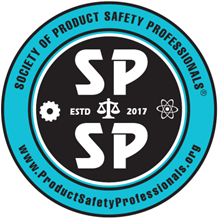 SOCIETY OF PRODUCT SAFETY PROFESSIONALS®
SP
ESTD 2017
SP
www.ProductSafetyProfessionals.org